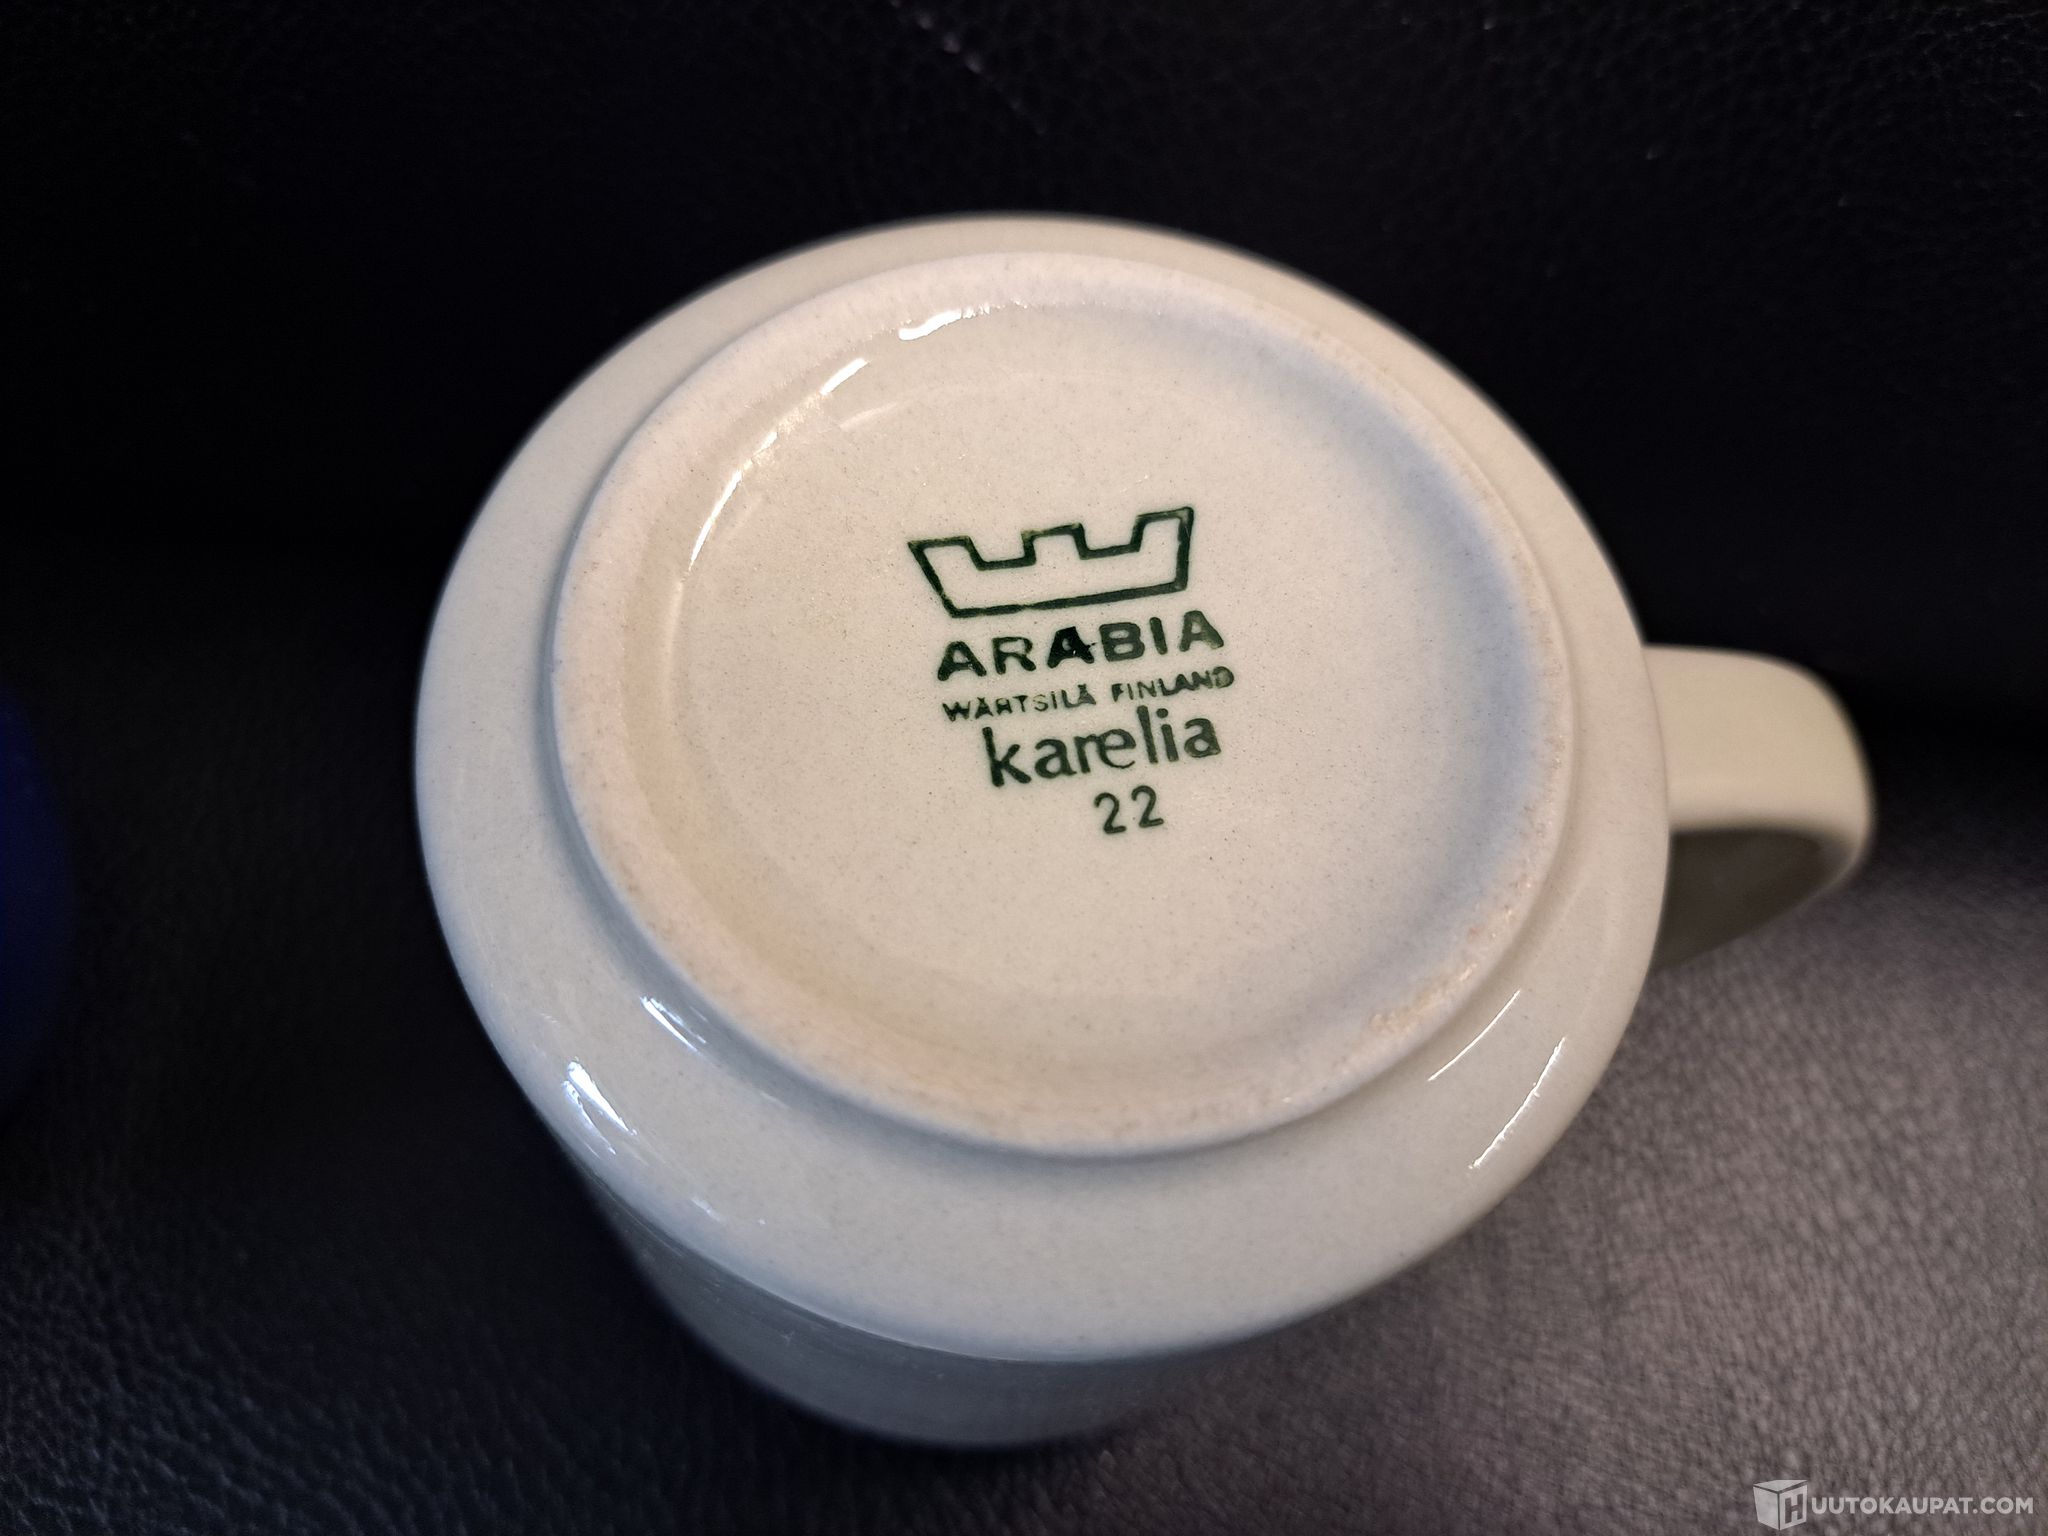 ARABIA
WÄRTSILÄ FINLAND
karelia
22
HUUTOKAUPAT.COM